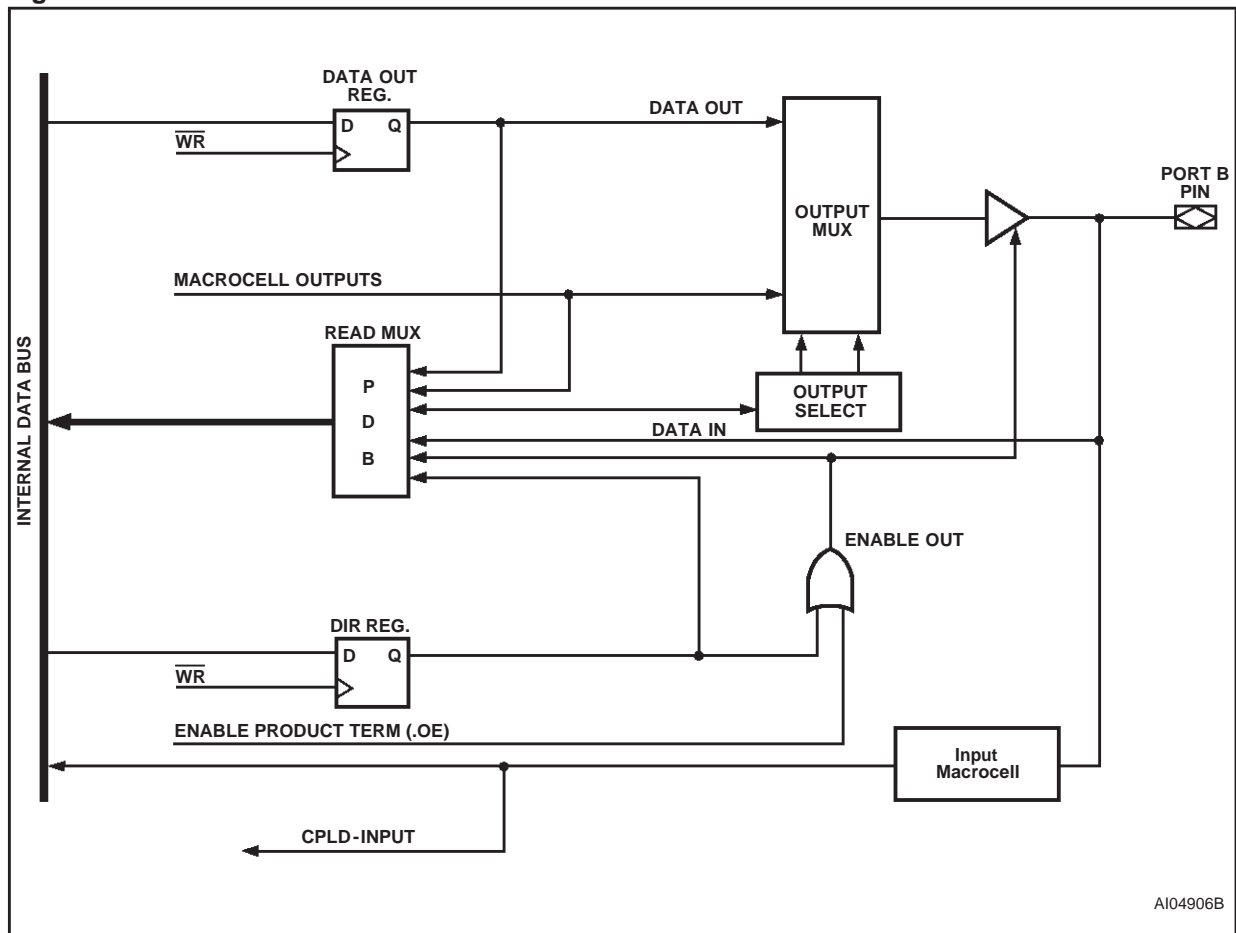 DATA OUT
REG.
D Q
WR
DATA OUT
OUTPUT
MUX
PORT B
PIN
MACROCELL OUTPUTS
READ MUX
P
D
B
OUTPUT
SELECT
DATA IN
INTERNAL DATA BUS
ENABLE OUT
DIR REG.
D Q
WR
ENABLE PRODUCT TERM (.OE)
Input
Macrocell
CPLD-INPUT
AI04906B